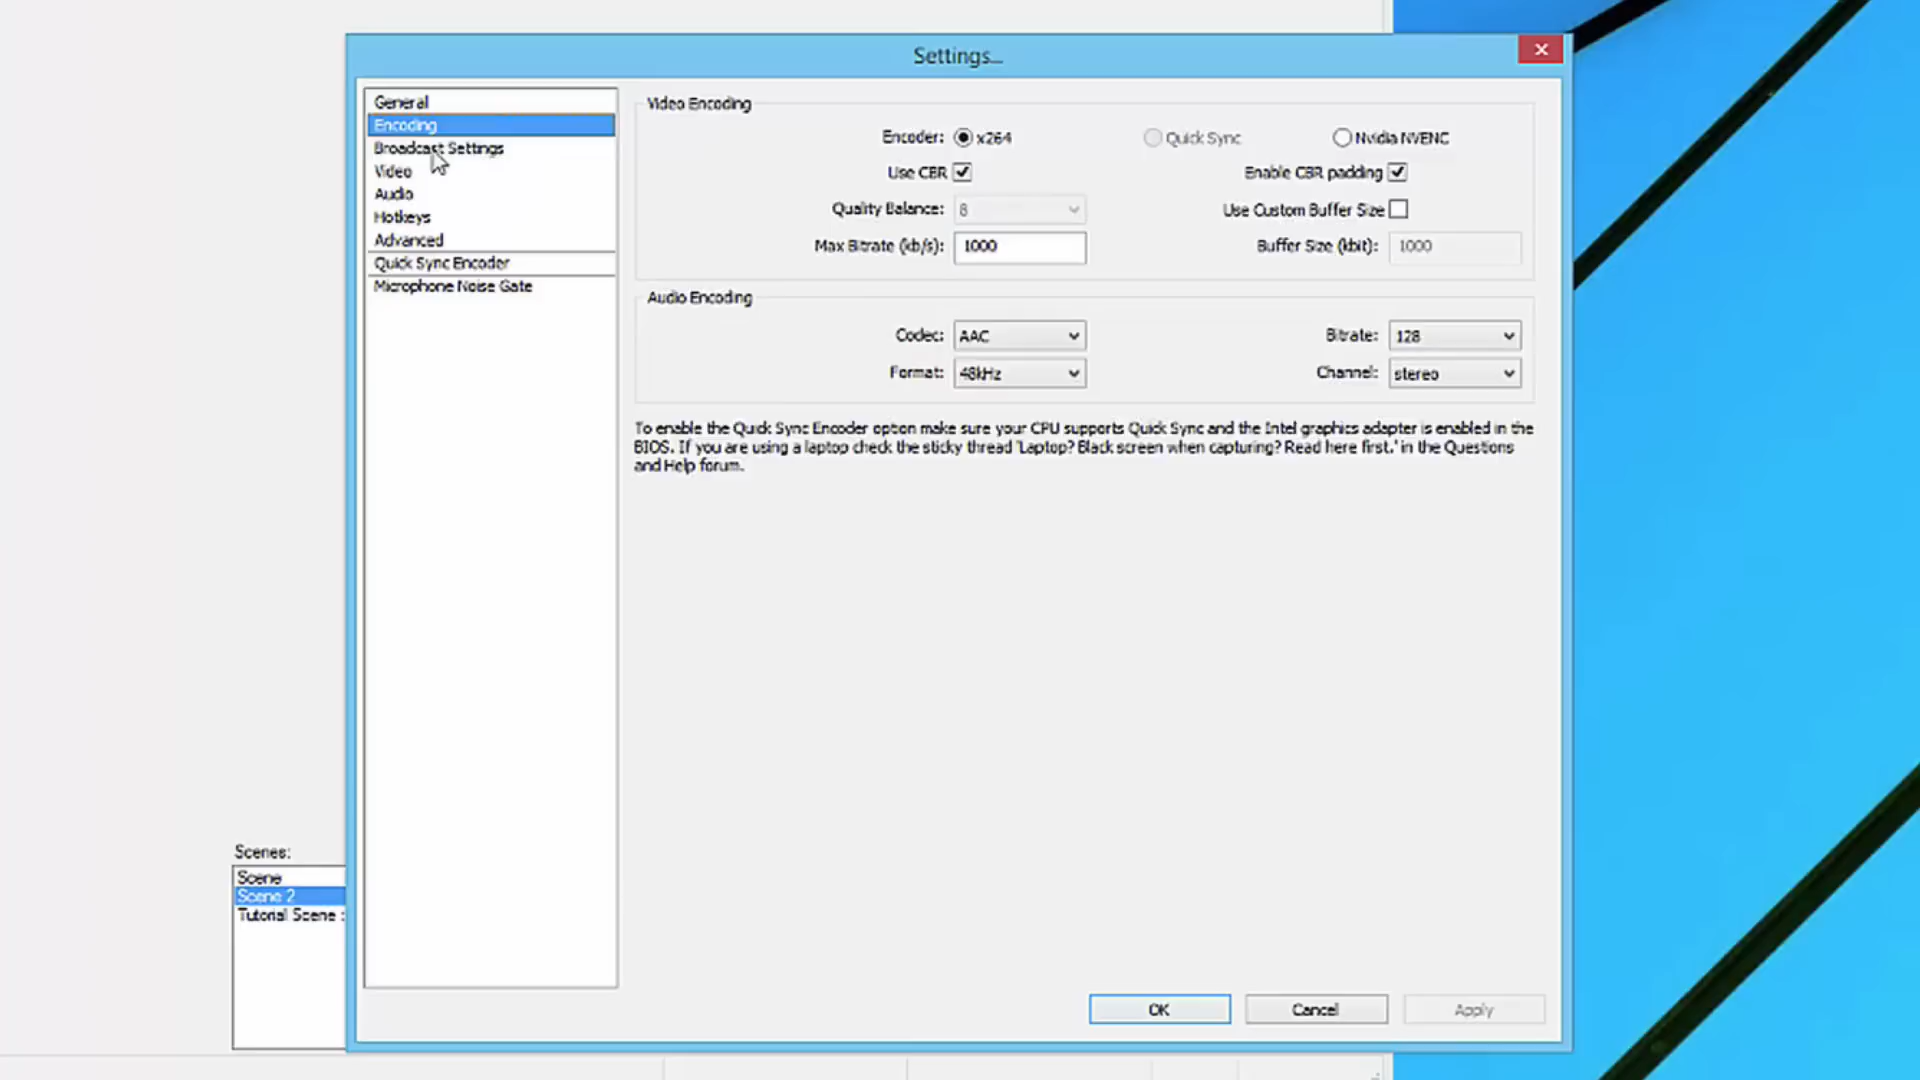 Settings...
General
Encoding
Broadcast Settings
Video
Audio
Hotkeys
Advanced
Quick Sync Encoder
Microphone Noise Gate
Video Encoding
Encoder: x264 Quick Sync Nvidia NVENC
Use CBR Enable CBR padding
Quality Balance: 8 Use Custom Buffer Size
Max Bitrate (kb/s): 1000 Buffer Size (kbit): 1000
Audio Encoding
Codec: AAC Bitrate: 128
Format: 48kHz Channel: stereo
To enable the Quick Sync Encoder option make sure your CPU supports Quick Sync and the Intel graphics adapter is enabled in the
BIOS. If you are using a laptop check the sticky thread 'Laptop? Black screen when capturing? Read here first.' in the Questions
and Help forum.
Scenes:
Scene
Scene 2
Tutorial Scene :
OK Cancel Apply